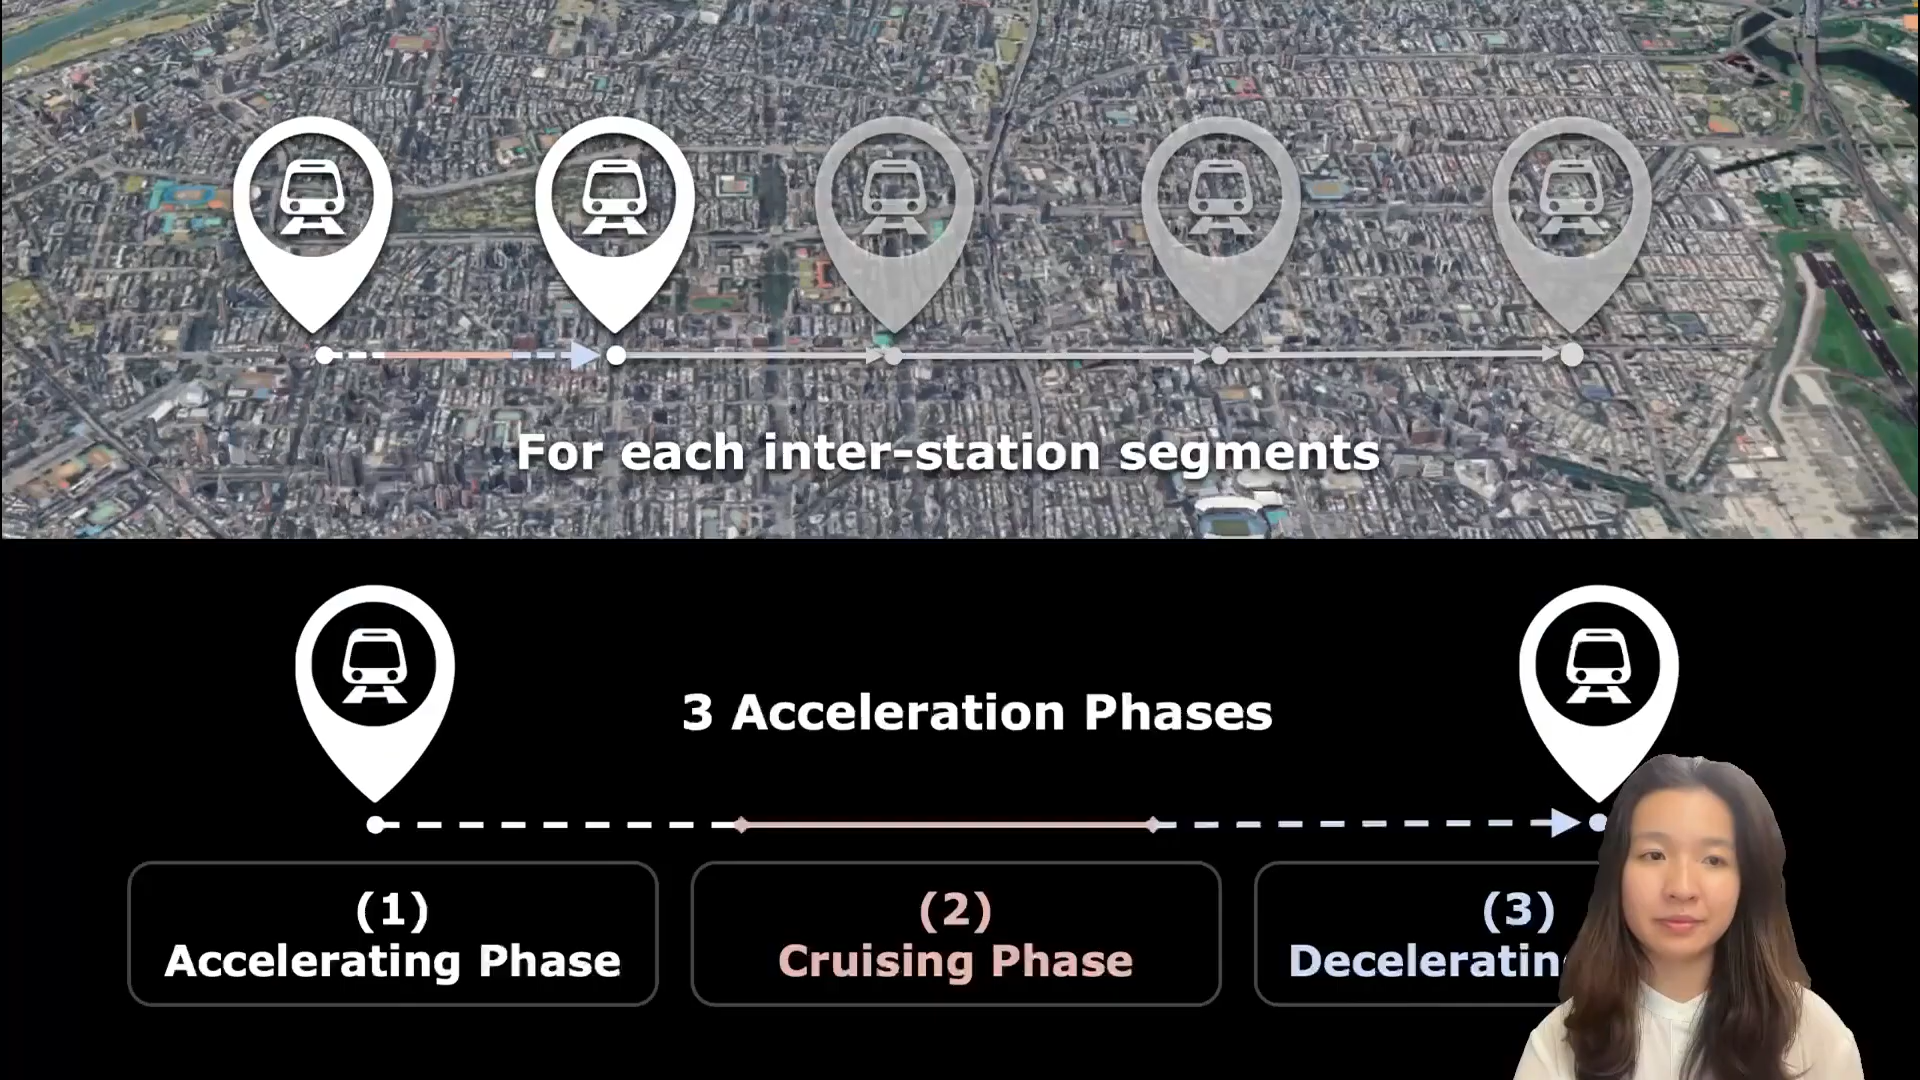 For each inter-station segments
3 Acceleration Phases
(1)
Accelerating Phase
(2)
Cruising Phase
(3)